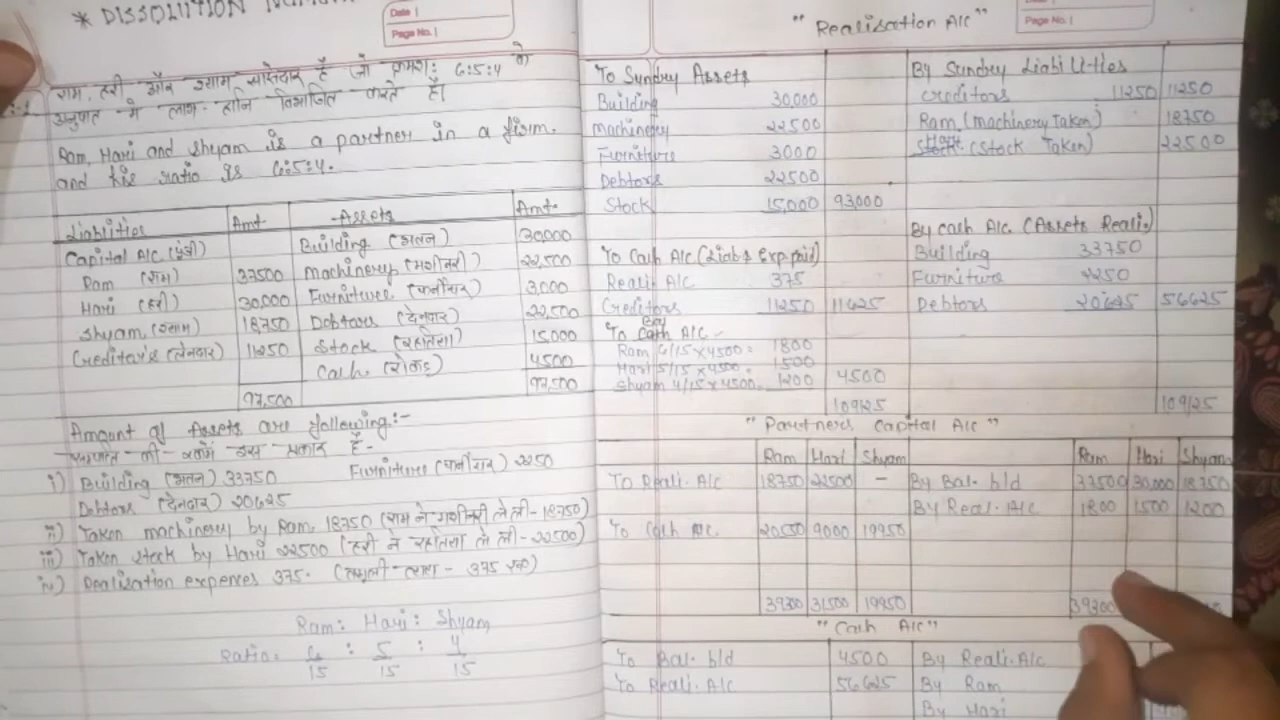 * DISSOLUTION
Date |
Page No. |
राम, हरी और श्याम साझेदार है जो क्रमश: 6:5:4 के
अनुपात मे लाभ-हानि विभाजित करते है।
Ram, Hari and Shyam is a partner in a firm.
and his ratio is 6:5:4.
Liablities Amt Assets Amt.
Capital A/C (पूंजी) Building (भवन) 30,000
Ram (राम) 37500 Machinery (मशीनरी) 22,500
Hari (हरी) 30,000 Furniture (फर्नीचर) 3,000
Shyam (श्याम) 18750 Debtors (देनदार) 22,500
Creditor's (लेनदार) 11250 Stock (रहतिया) 15,000
Cash (रोकड़) 4500
97,500 97,500
Amount of Assets are following:-
की इस प्रकार है-
i) Building (भवन) 33750 Furniture (फर्नीचर) 2250
Debtors (देनदार) 20625
ii) Taken machinery by Ram, 18750 (राम ने मशीनरी ले ली - 18750)
iii) Taken stock by Hari 22500 (हरी ने रहतिया ले ली - 22500)
iv) Realisation expences 375. (वसूली - 375
Ram : Hari : Shyam
Ratio. 6/15 : 5/15 : 4/15
Date |
Page No. |
"Realisation A/C"
To Sundry Assets By Sundry Liabilities
Building 30,000 Creditors 11250 11250
Machinery 22500 Ram (Machinery Taken) 18750
Furniture 3000 (Stock Taken) 22500
Debtors 22500
Stock 15,000 93,000
By cash A/C (Assets Reali.)
To Cash A/C (Liab & Exp. paid) Building 33750
Reali A/C 375 Furniture 2250
Creditors 11250 11625 Debtors 20625 56625
To A/C -
Ram 6/15 x 4500 = 1800
Hari 5/15 x 4500 = 1500
Shyam 4/15 x 4500 = 1200 4500
109125 109125
"Partners Capital A/C"
Ram Hari Shyam Ram Hari Shyam
To Reali. A/C 18750 22500 - By Bal. b/d 37500 30,000 18750
By Real. A/C 1800 1500 1200
To Cash A/C. 20550 9000 19950
39300 31500 19950 39300
"Cash A/C"
To Bal. b/d 4500 By Reali. A/C
To Reali. A/C 56625 By Ram
By Hari